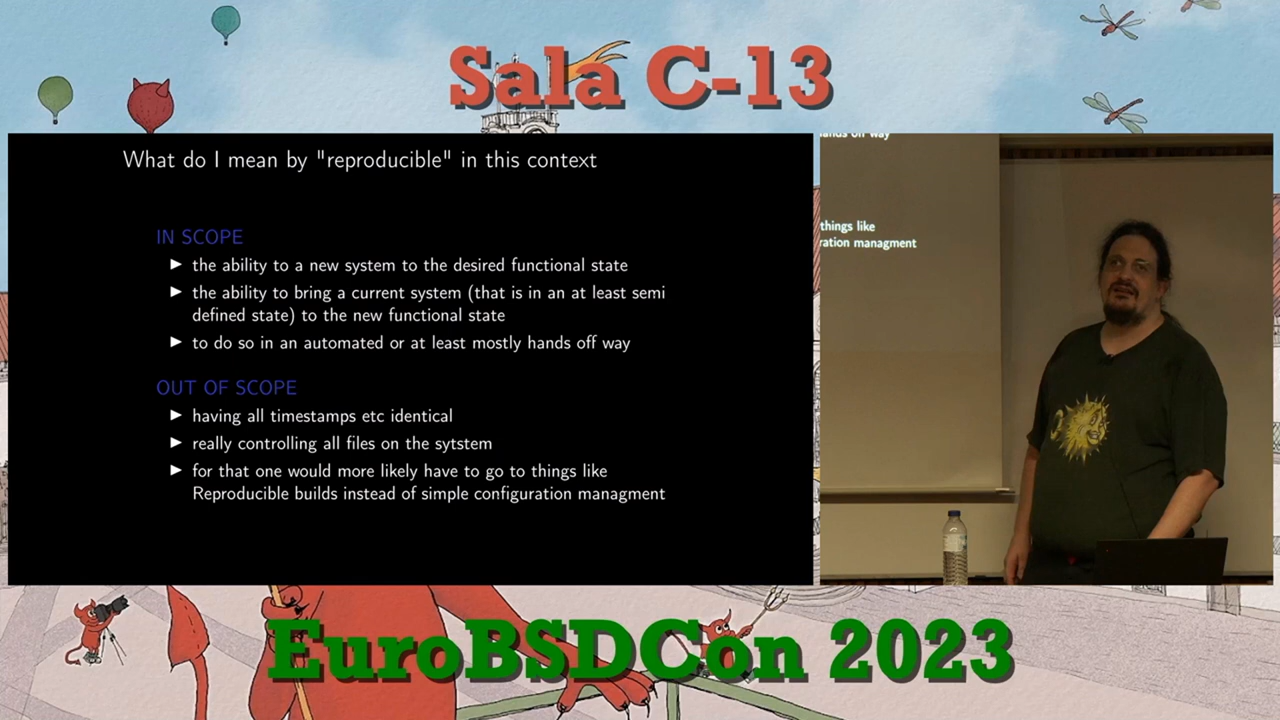 Sala C-13
What do I mean by "reproducible" in this context
IN SCOPE
▶ the ability to a new system to the desired functional state
▶ the ability to bring a current system (that is in an at least semi
defined state) to the new functional state
▶ to do so in an automated or at least mostly hands off way
OUT OF SCOPE
▶ having all timestamps etc identical
▶ really controlling all files on the sytstem
▶ for that one would more likely have to go to things like
Reproducible builds instead of simple configuration managment
hands off way
things like
ration managment
EuroBSDCon 2023